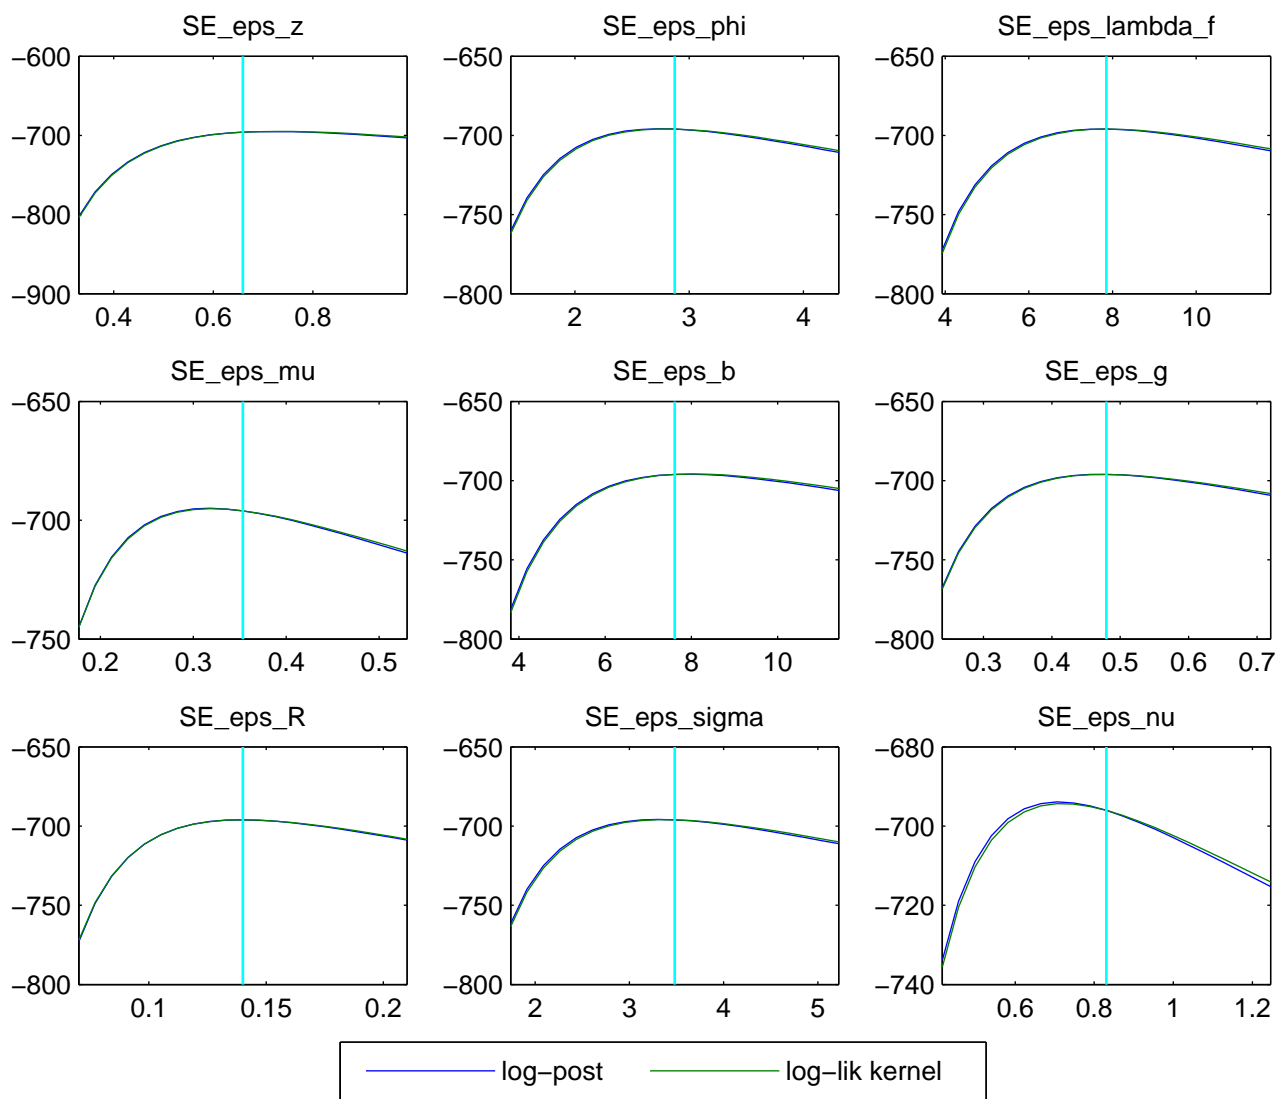 SE_eps_z SE_eps_phi SE_eps_lambda_f
−600 −650 −650
−700 −700 −700
−800 −750 −750
−900 −800 −800
0.4 0.6 0.8 2 3 4 4 6 8 10
SE_eps_mu SE_eps_b SE_eps_g
−650 −650 −650
−700 −700 −700
−750 −750
−750 −800 −800
0.2 0.3 0.4 0.5 4 6 8 10 0.3 0.4 0.5 0.6 0.7
SE_eps_R SE_eps_sigma SE_eps_nu
−650 −650 −680
−700 −700 −700
−750 −750 −720
−800 −800 −740
0.1 0.15 0.2 2 3 4 5 0.6 0.8 1 1.2
log−post log−lik kernel